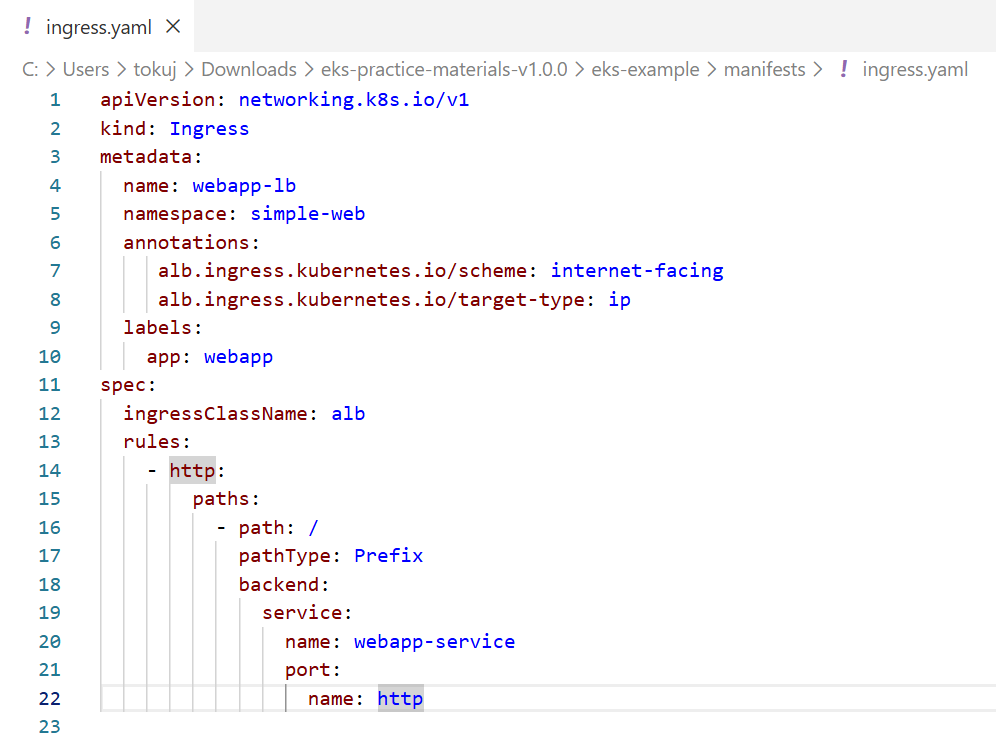 ! ingress.yaml ×
C: > Users > tokuj > Downloads > eks-practice-materials-v1.0.0 > eks-example > manifests > ! ingress.yaml
1 apiVersion: networking.k8s.io/v1
2 kind: Ingress
3 metadata:
4   name: webapp-lb
5   namespace: simple-web
6   annotations:
7      alb.ingress.kubernetes.io/scheme: internet-facing
8      alb.ingress.kubernetes.io/target-type: ip
9   labels:
10     app: webapp
11 spec:
12   ingressClassName: alb
13   rules:
14     - http:
15         paths:
16           - path: /
17             pathType: Prefix
18             backend:
19               service:
20                 name: webapp-service
21                 port:
22                   name: http
23